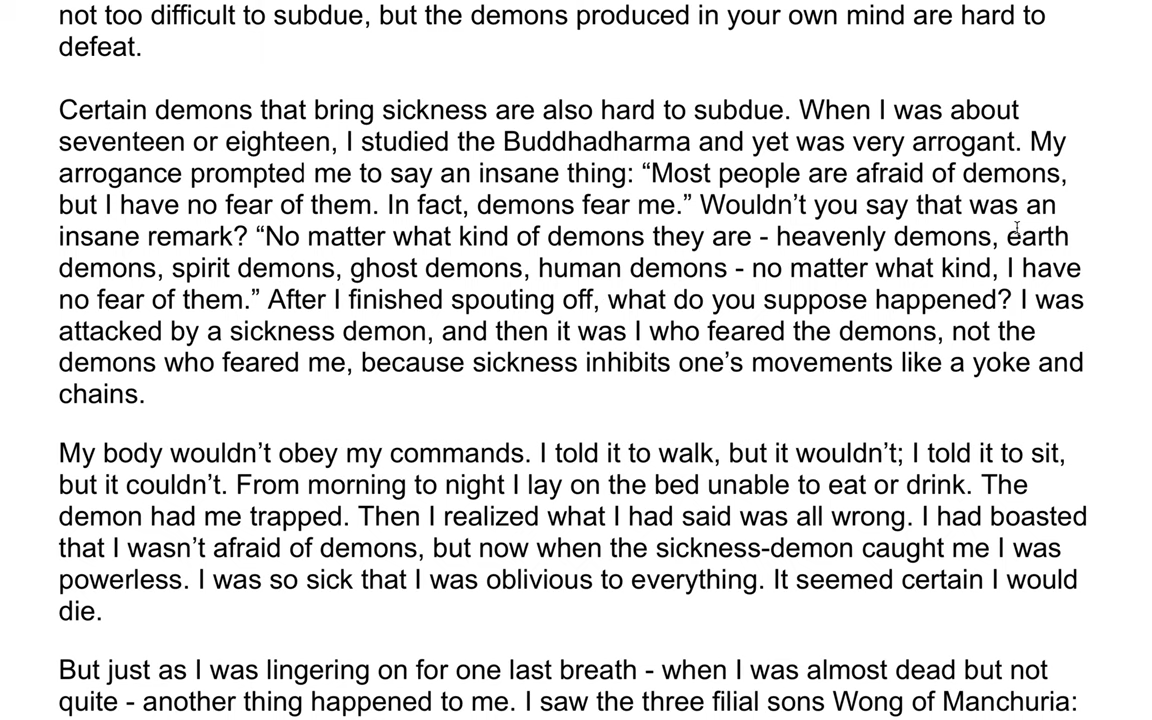 not too difficult to subdue, but the demons produced in your own mind are hard to
defeat.
Certain demons that bring sickness are also hard to subdue. When I was about
seventeen or eighteen, I studied the Buddhadharma and yet was very arrogant. My
arrogance prompted me to say an insane thing: “Most people are afraid of demons,
but I have no fear of them. In fact, demons fear me.” Wouldn’t you say that was an
insane remark? “No matter what kind of demons they are - heavenly demons, earth
demons, spirit demons, ghost demons, human demons - no matter what kind, I have
no fear of them.” After I finished spouting off, what do you suppose happened? I was
attacked by a sickness demon, and then it was I who feared the demons, not the
demons who feared me, because sickness inhibits one’s movements like a yoke and
chains.
My body wouldn’t obey my commands. I told it to walk, but it wouldn’t; I told it to sit,
but it couldn’t. From morning to night I lay on the bed unable to eat or drink. The
demon had me trapped. Then I realized what I had said was all wrong. I had boasted
that I wasn’t afraid of demons, but now when the sickness-demon caught me I was
powerless. I was so sick that I was oblivious to everything. It seemed certain I would
die.
But just as I was lingering on for one last breath - when I was almost dead but not
quite - another thing happened to me. I saw the three filial sons Wong of Manchuria: